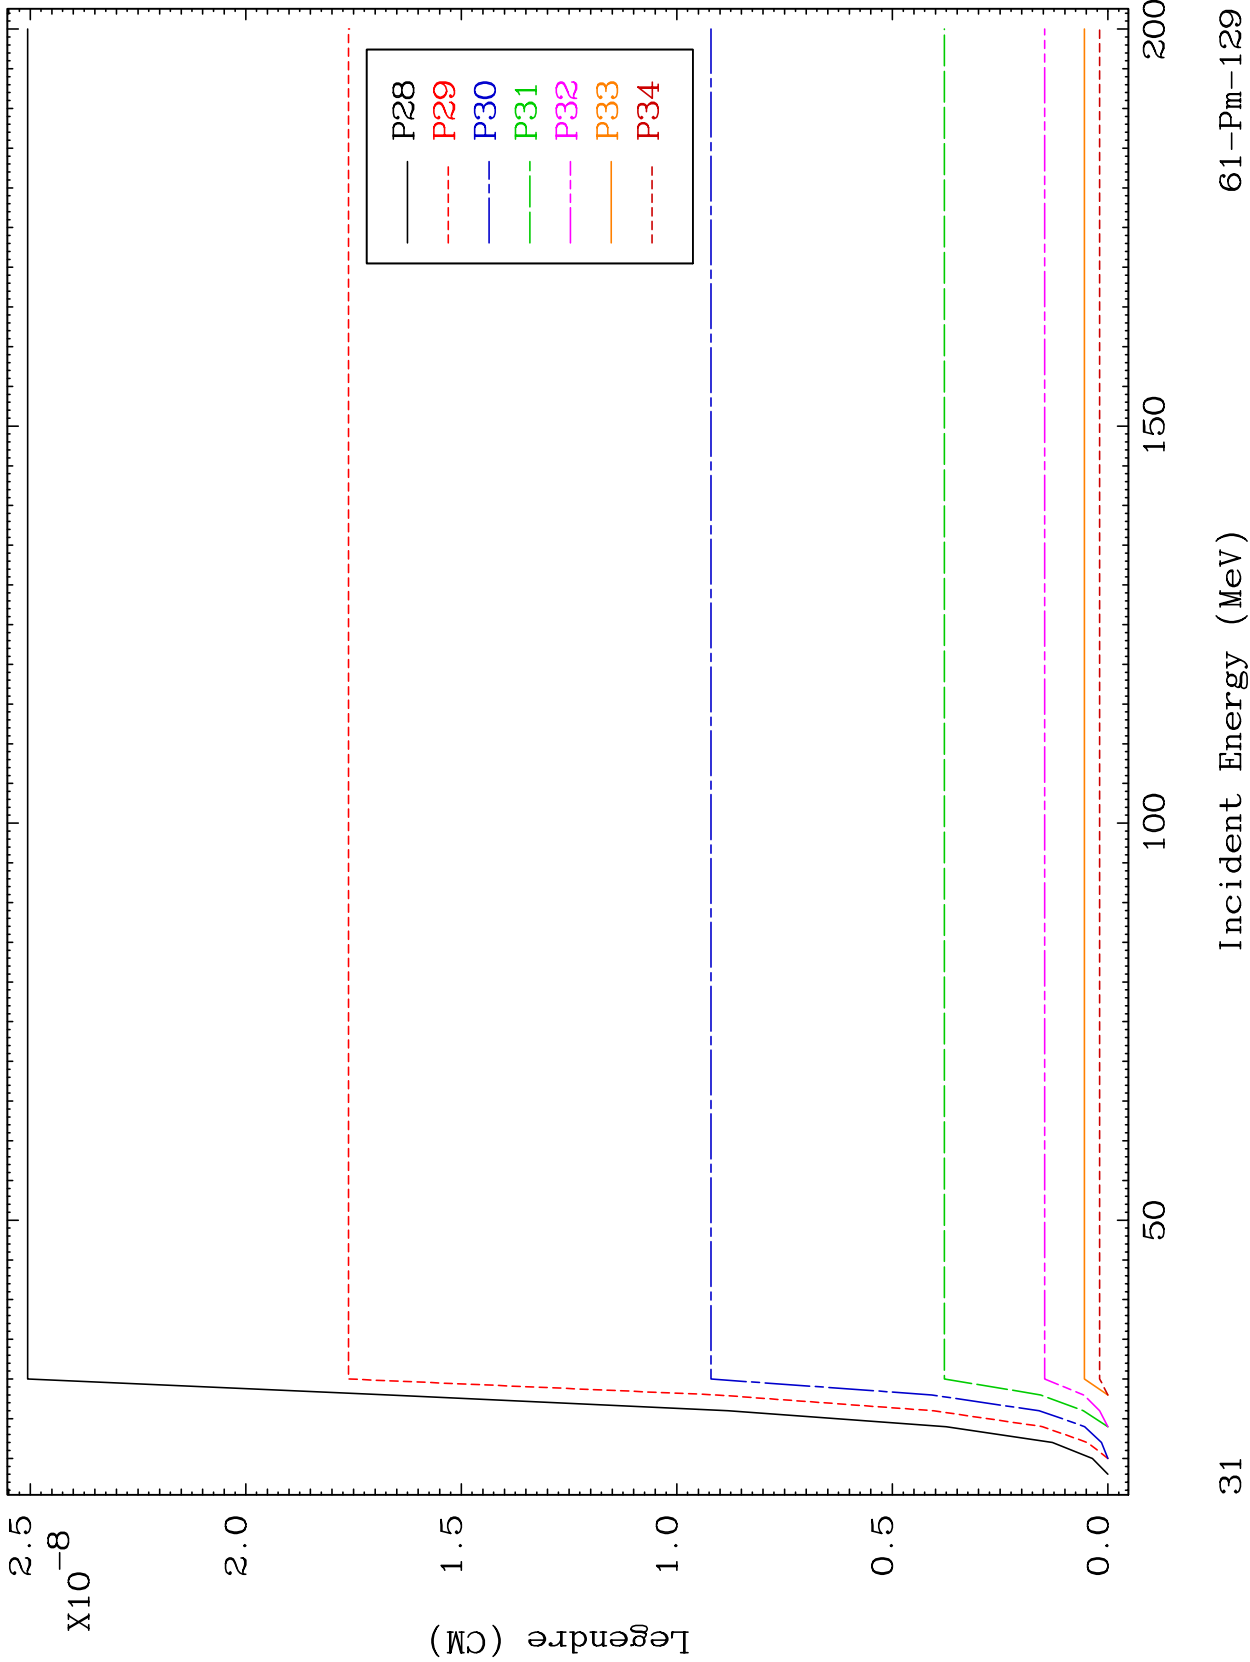 2.5
X10-8
2.0
1.5
1.0
0.5
0.0
Legendre (CM)
P28
P29
P30
P31
P32
P33
P34
50
100
150
200
Incident Energy (MeV)
31
61-Pm-129